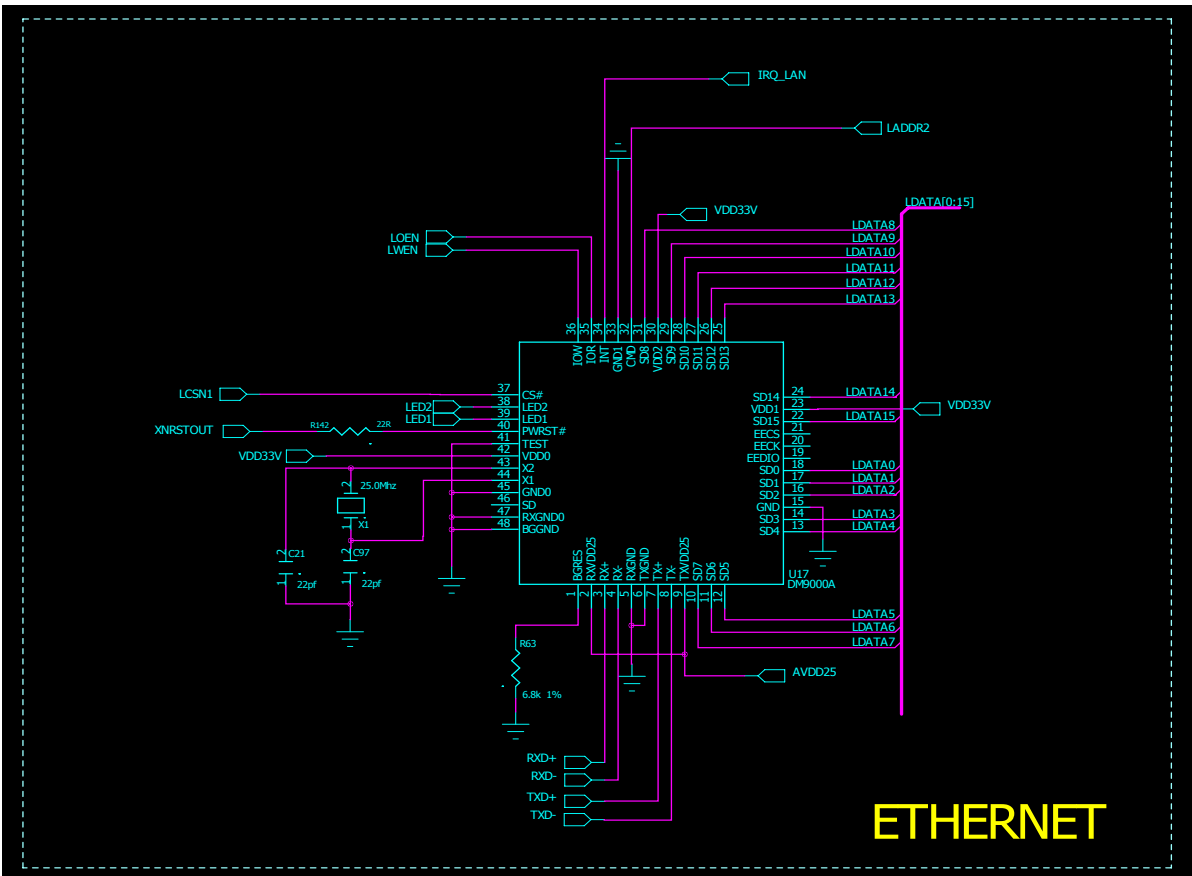 IRQ_LAN
LADDR2
LDATA[0:15]
VDD33V
LDATA8
LDATA9
LDATA10
LDATA11
LDATA12
LDATA13
LOEN
LWEN
36 35 34 33 32 31 30 29 28 27 26 25
IOW IOR INT GND1 CMD SD8 VDD2 SD9 SD10 SD11 SD12 SD13
LCSN1
37 CS#
LED2 38 LED2
LED1 39 LED1
XNRSTOUT R142 22R 40 PWRST#
41 TEST
VDD33V 42 VDD0
43 X2
44 X1
45 GND0
46 SD
47 RXGND0
48 BGGND
SD14 24 LDATA14
VDD1 23 VDD33V
SD15 22 LDATA15
EECS 21
EECK 20
EEDIO 19
SD0 18 LDATA0
SD1 17 LDATA1
SD2 16 LDATA2
GND 15
SD3 14 LDATA3
SD4 13 LDATA4
2 25.0Mhz
1 X1
2 C21
1 22pf
2 C97
1 22pf
BGRES RXVDD25 RX+ RX- RXGND TXGND TX+ TX- TXVDD25 SD7 SD6 SD5
1 2 3 4 5 6 7 8 9 10 11 12
U17
DM9000A
LDATA5
LDATA6
LDATA7
R63
6.8k 1%
AVDD25
RXD+
RXD-
TXD+
TXD-
ETHERNET